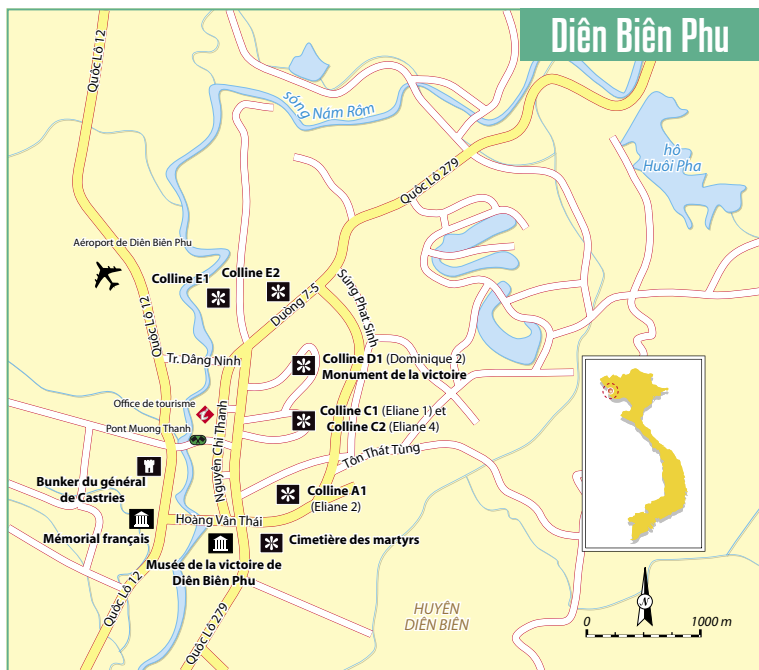 Diên Biên Phu
Quôc Lô 12
sông Nám Rôm
hô
Huôi Pha
Quôc Lô 279
Aéroport de Diên Biên Phu
Colline E1
Colline E2
Duòng 7-5
Súng Phat Sinh
Quôc Lô 12
Tr. Dâng Ninh
Colline D1 (Dominique 2)
Monument de la victoire
Office de tourisme
Pont Muong Thanh
Nguyên Chi Thanh
Colline C1 (Eliane 1) et
Colline C2 (Eliane 4)
Tôn Thát Tùng
Bunker du général
de Castries
Colline A1
(Eliane 2)
Mémorial français
Hoàng Vân Thái
Cimetière des martyrs
Musée de la victoire de
Diên Biên Phu
Quôc Lô 12
Quôc Lô 279
HUYÊN
DIÊN BIÊN
N
0 1000 m